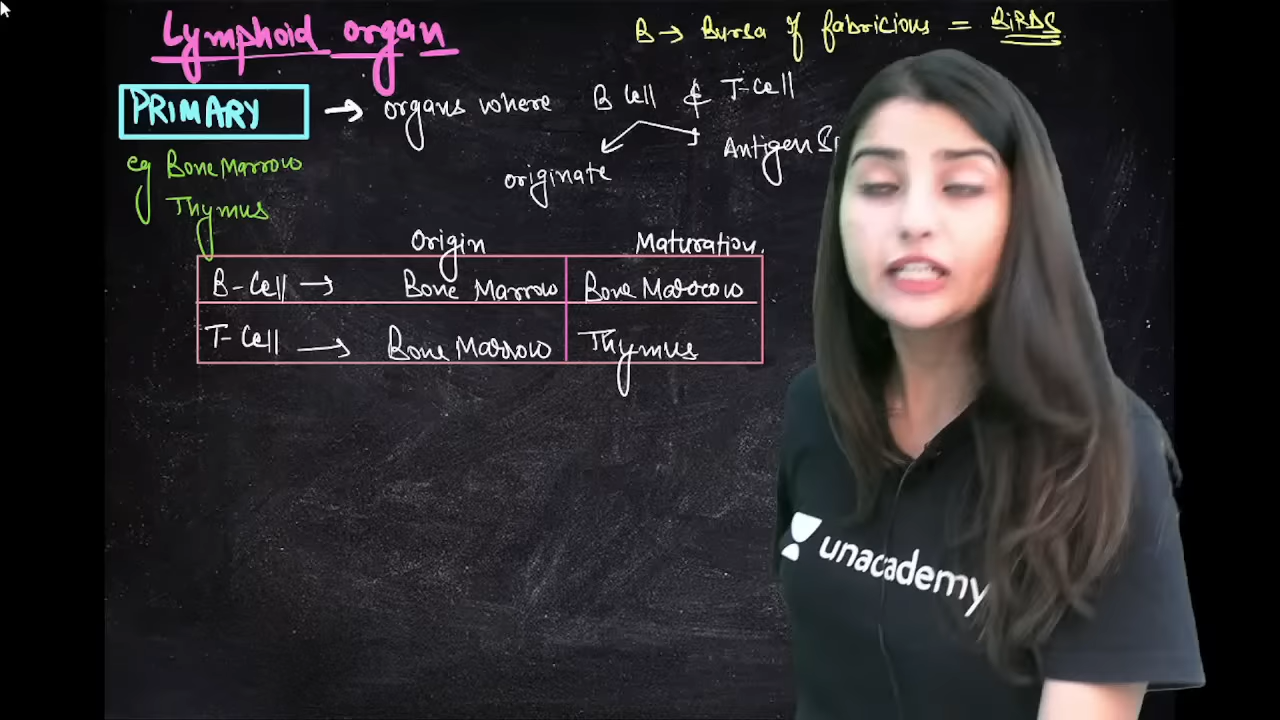 Lymphoid organ
B → Bursa of fabricious = BIRDS
PRIMARY → organs where B Cell & T-Cell
originate
Antigen
eg Bone Marrow
Thymus
Origin Maturation.
B-Cell → Bone Marrow Bone Marrow
T-Cell → Bone Marrow Thymus
unacademy